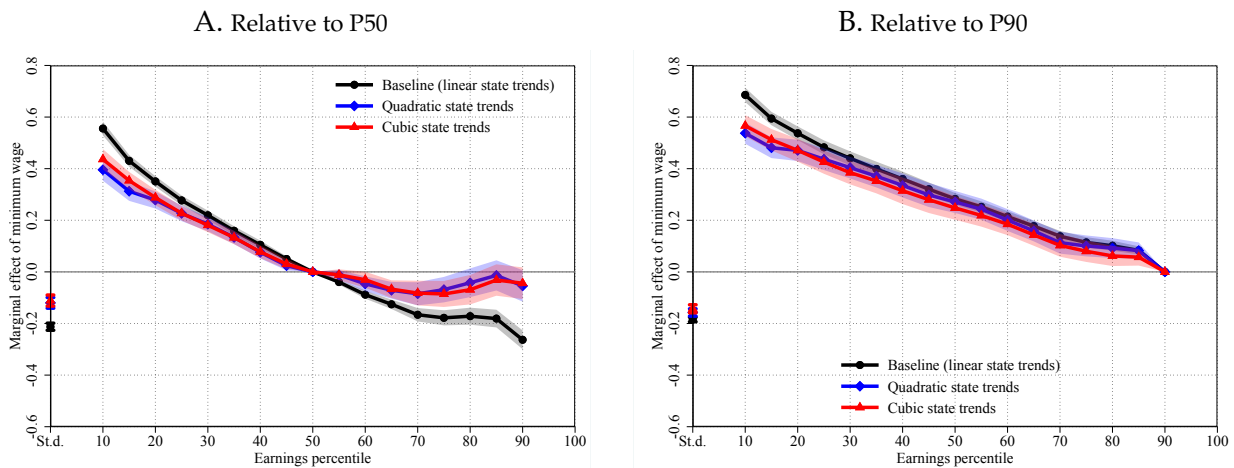 A. Relative to P50
Marginal effect of minimum wage
0.8
0.6
0.4
0.2
0.0
-0.2
-0.4
-0.6
Baseline (linear state trends)
Quadratic state trends
Cubic state trends
Std. 10 20 30 40 50 60 70 80 90 100
Earnings percentile
B. Relative to P90
Marginal effect of minimum wage
0.8
0.6
0.4
0.2
0.0
-0.2
-0.4
-0.6
Baseline (linear state trends)
Quadratic state trends
Cubic state trends
Std. 10 20 30 40 50 60 70 80 90 100
Earnings percentile